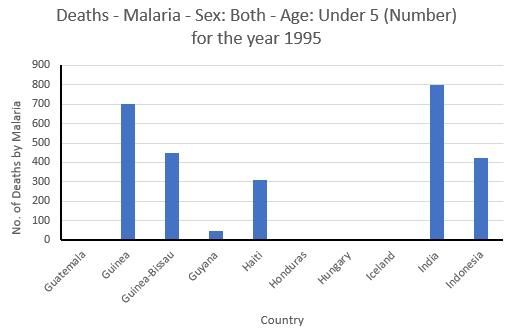 Deaths - Malaria - Sex: Both - Age: Under 5 (Number)
for the year 1995
No. of Deaths by Malaria
900
800
700
600
500
400
300
200
100
0
Guatemala
Guinea
Guinea-Bissau
Guyana
Haiti
Honduras
Hungary
Iceland
India
Indonesia
Country